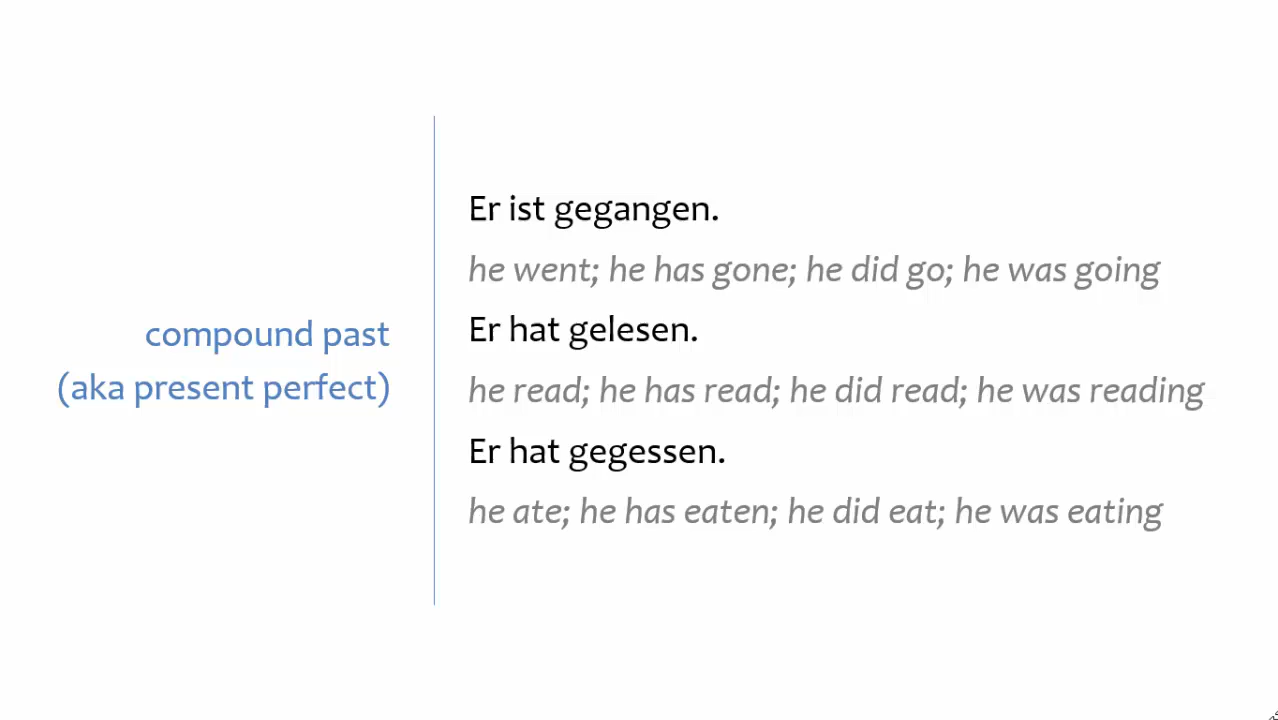 compound past
(aka present perfect)
Er ist gegangen.
he went; he has gone; he did go; he was going
Er hat gelesen.
he read; he has read; he did read; he was reading
Er hat gegessen.
he ate; he has eaten; he did eat; he was eating